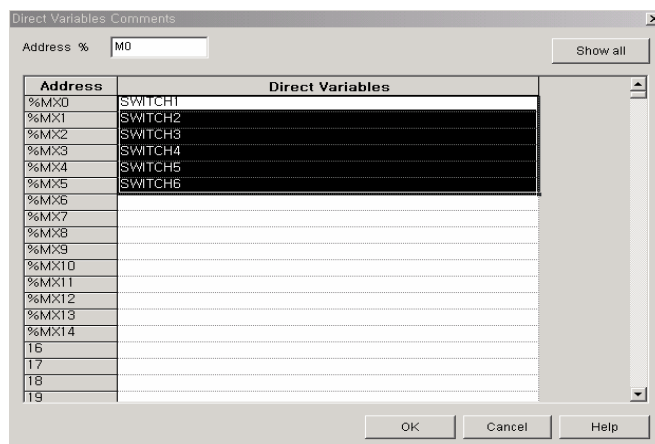 Direct Variables Comments
Address % M0 Show all
Address Direct Variables
%MX0 SWITCH1
%MX1 SWITCH2
%MX2 SWITCH3
%MX3 SWITCH4
%MX4 SWITCH5
%MX5 SWITCH6
%MX6
%MX7
%MX8
%MX9
%MX10
%MX11
%MX12
%MX13
%MX14
16
17
18
19
OK Cancel Help